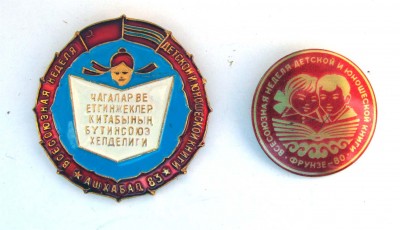 ВСЕСОЮЗНАЯ НЕДЕЛЯ ДЕТСКОЙ И ЮНОШЕСКОЙ КНИГИ
ЧАГАЛАР ВЕ
ЕТГИНЖЕКЛЕР
КИТАБЫНЫҢ
БУТИНСОЮЗ
ХЕПДЕЛИГИ
АШХАБАД 83
ВСЕСОЮЗНАЯ НЕДЕЛЯ ДЕТСКОЙ И ЮНОШЕСКОЙ КНИГИ
ФРУНЗЕ-80